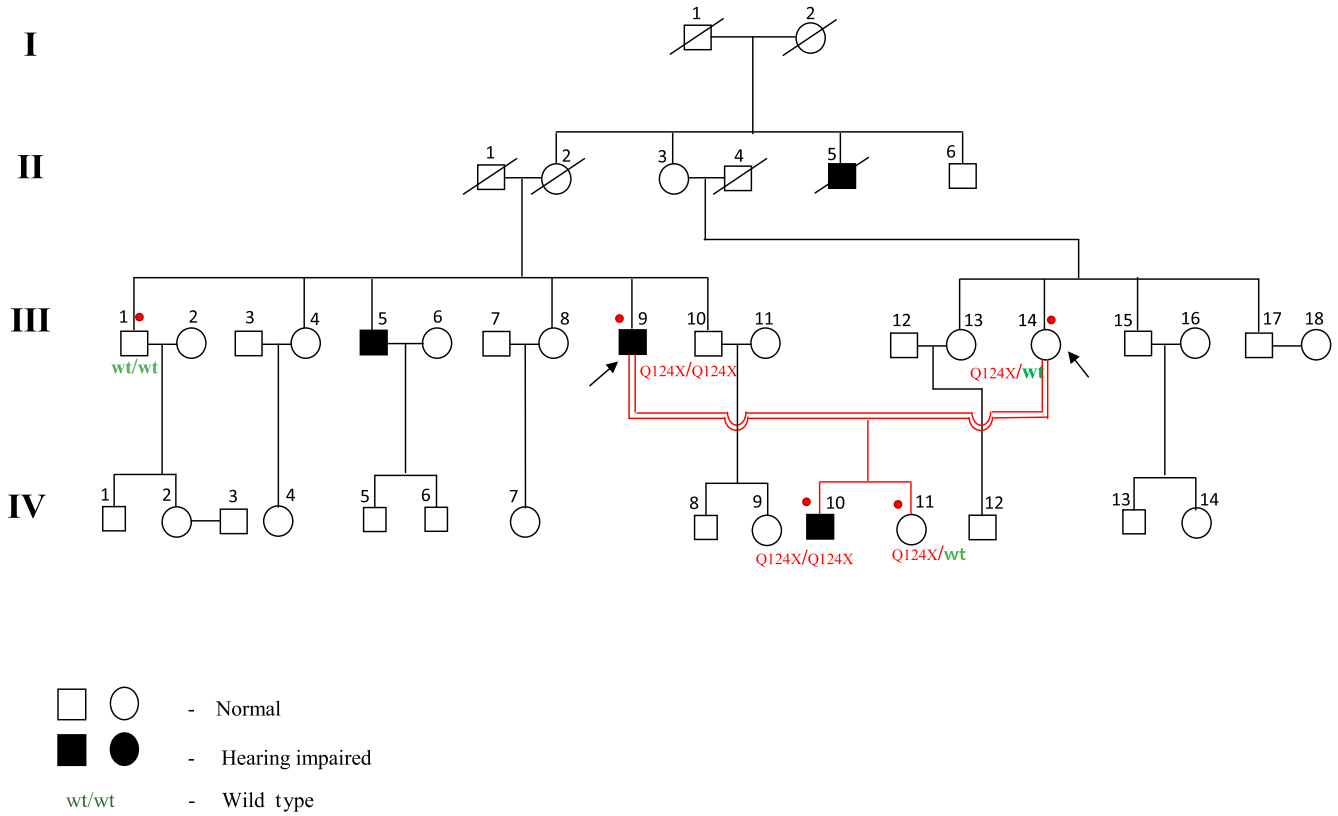 I
1 2
II
1 2 3 4 5 6
III
1 2 3 4 5 6 7 8 9 10 11 12 13 14 15 16 17 18
wt/wt Q124X/Q124X Q124X/wt
IV
1 2 3 4 5 6 7 8 9 10 11 12 13 14
Q124X/Q124X Q124X/wt
- Normal
- Hearing impaired
wt/wt - Wild type